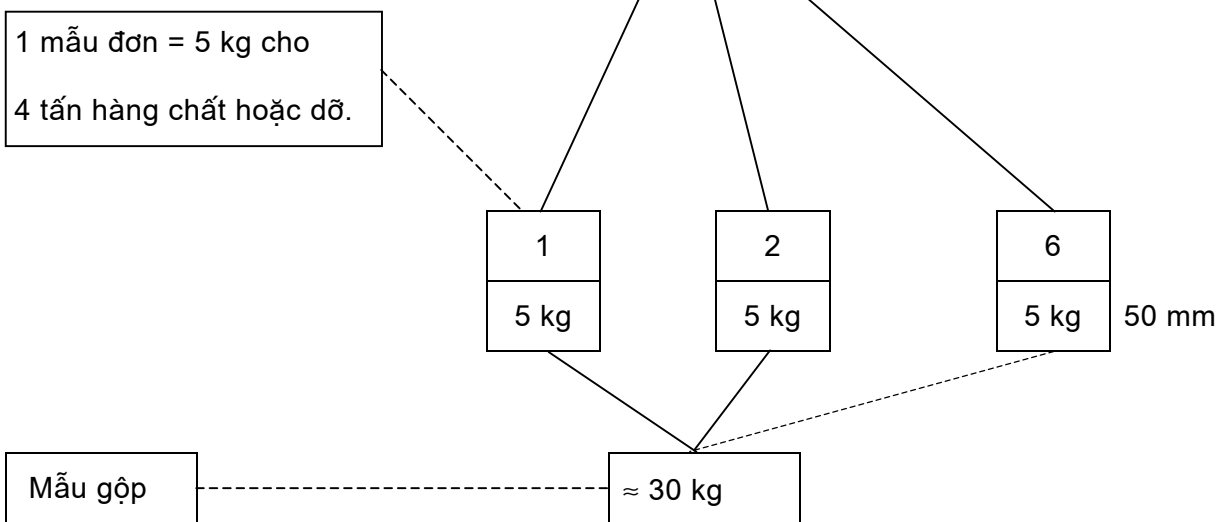 1 mẫu đơn = 5 kg cho
4 tấn hàng chất hoặc dỡ.
1
2
6
5 kg
5 kg
5 kg
50 mm
Mẫu gộp
≈ 30 kg